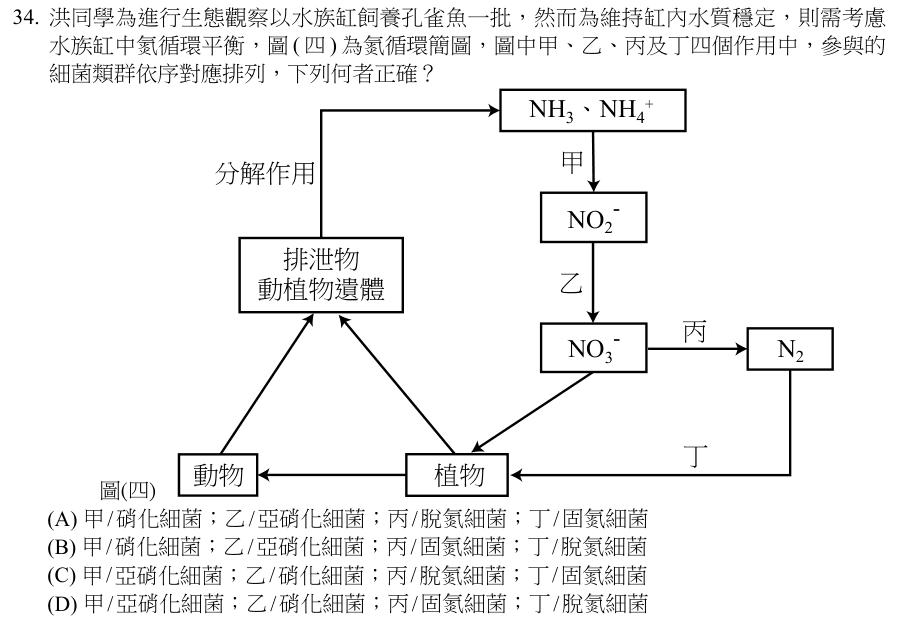 34. 洪同學為進行生態觀察以水族缸飼養孔雀魚一批，然而為維持缸內水質穩定，則需考慮
水族缸中氮循環平衡，圖(四)為氮循環簡圖，圖中甲、乙、丙及丁四個作用中，參與的
細菌類群依序對應排列，下列何者正確？
NH₃、NH₄⁺
甲
分解作用
NO₂⁻
排泄物
動植物遺體
乙
丙
NO₃⁻
N₂
丁
動物
植物
圖(四)
(A) 甲/硝化細菌；乙/亞硝化細菌；丙/脫氮細菌；丁/固氮細菌
(B) 甲/硝化細菌；乙/亞硝化細菌；丙/固氮細菌；丁/脫氮細菌
(C) 甲/亞硝化細菌；乙/硝化細菌；丙/脫氮細菌；丁/固氮細菌
(D) 甲/亞硝化細菌；乙/硝化細菌；丙/固氮細菌；丁/脫氮細菌